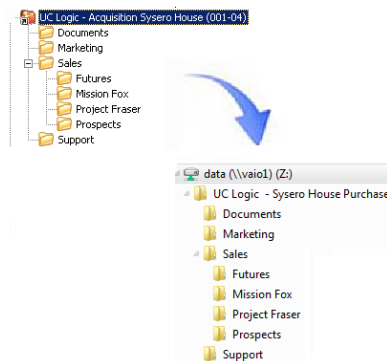 UC Logic - Acquisition Sysero House (001-04)
Documents
Marketing
Sales
Futures
Mission Fox
Project Fraser
Prospects
Support
data (\\vaio1) (Z:)
UC Logic - Sysero House Purchase
Documents
Marketing
Sales
Futures
Mission Fox
Project Fraser
Prospects
Support